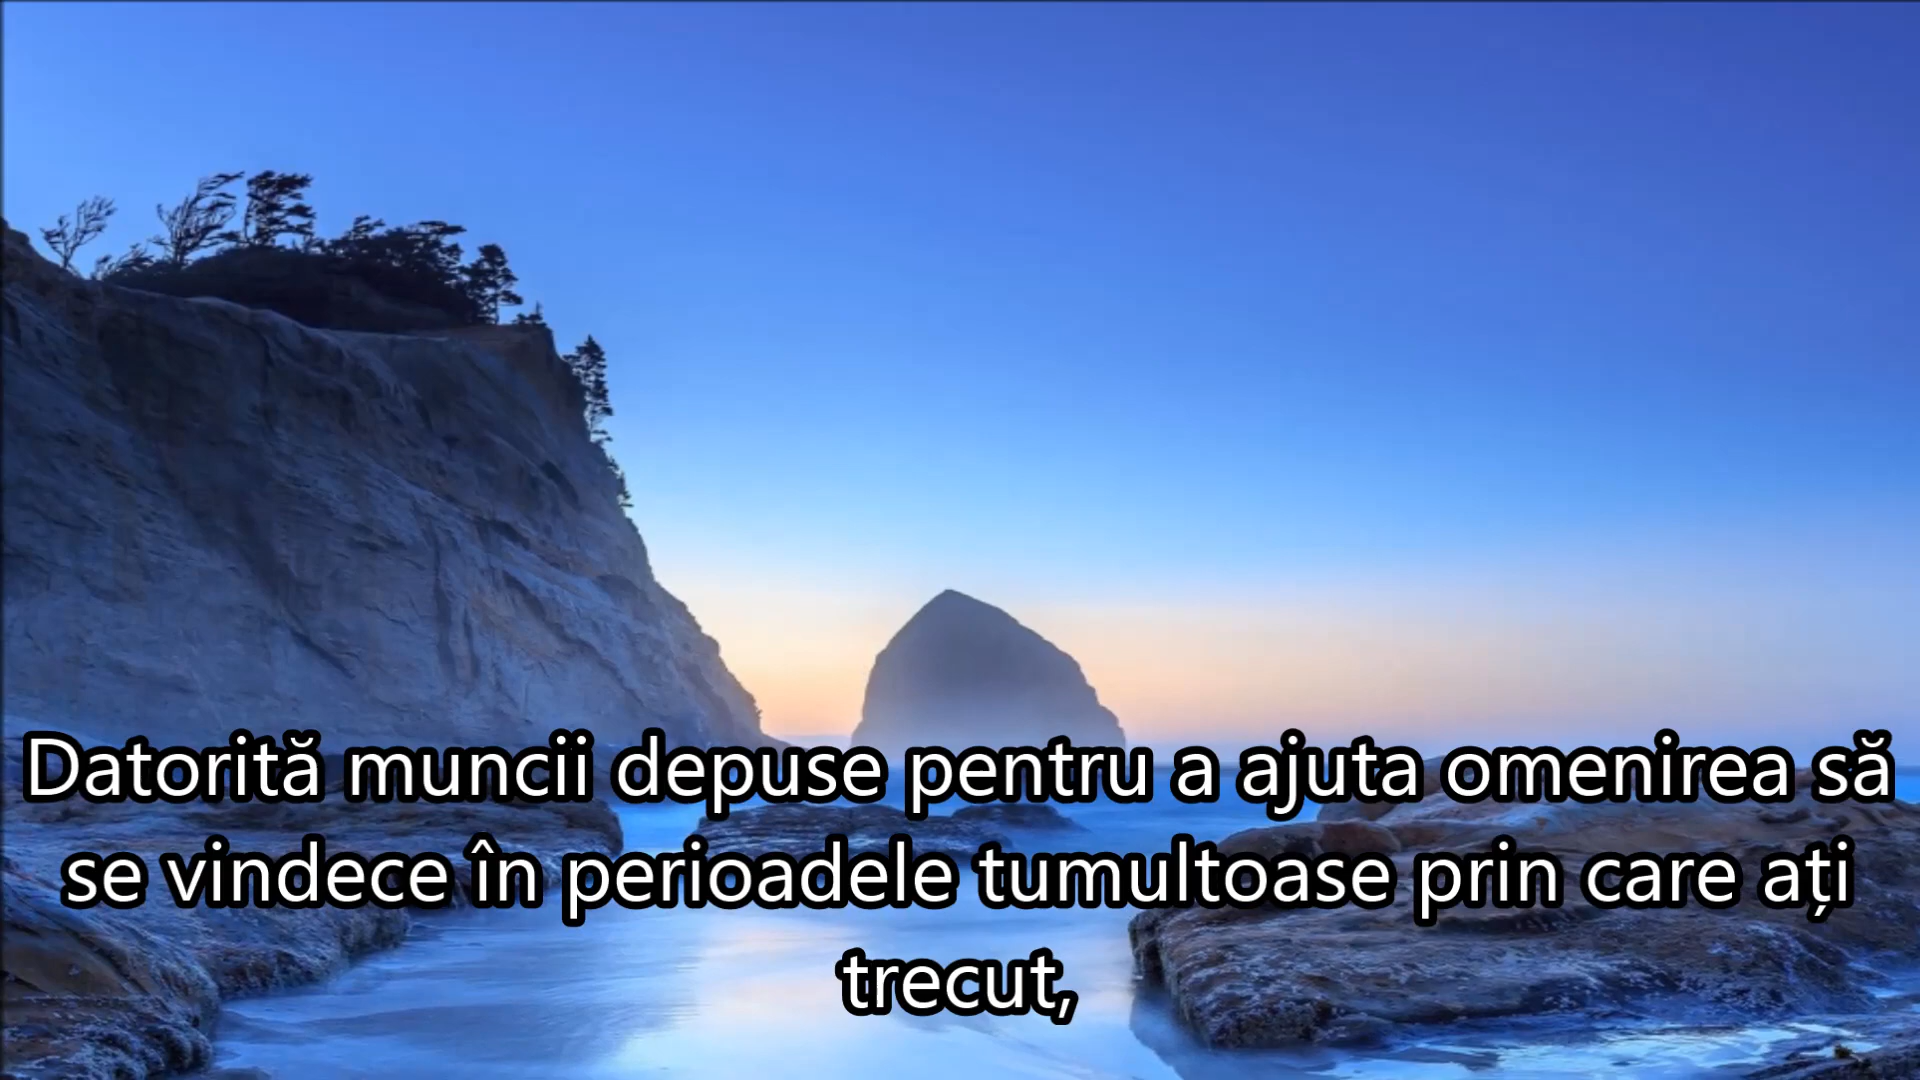 Datorită muncii depuse pentru a ajuta omenirea să
se vindece în perioadele tumultoase prin care ați
trecut,